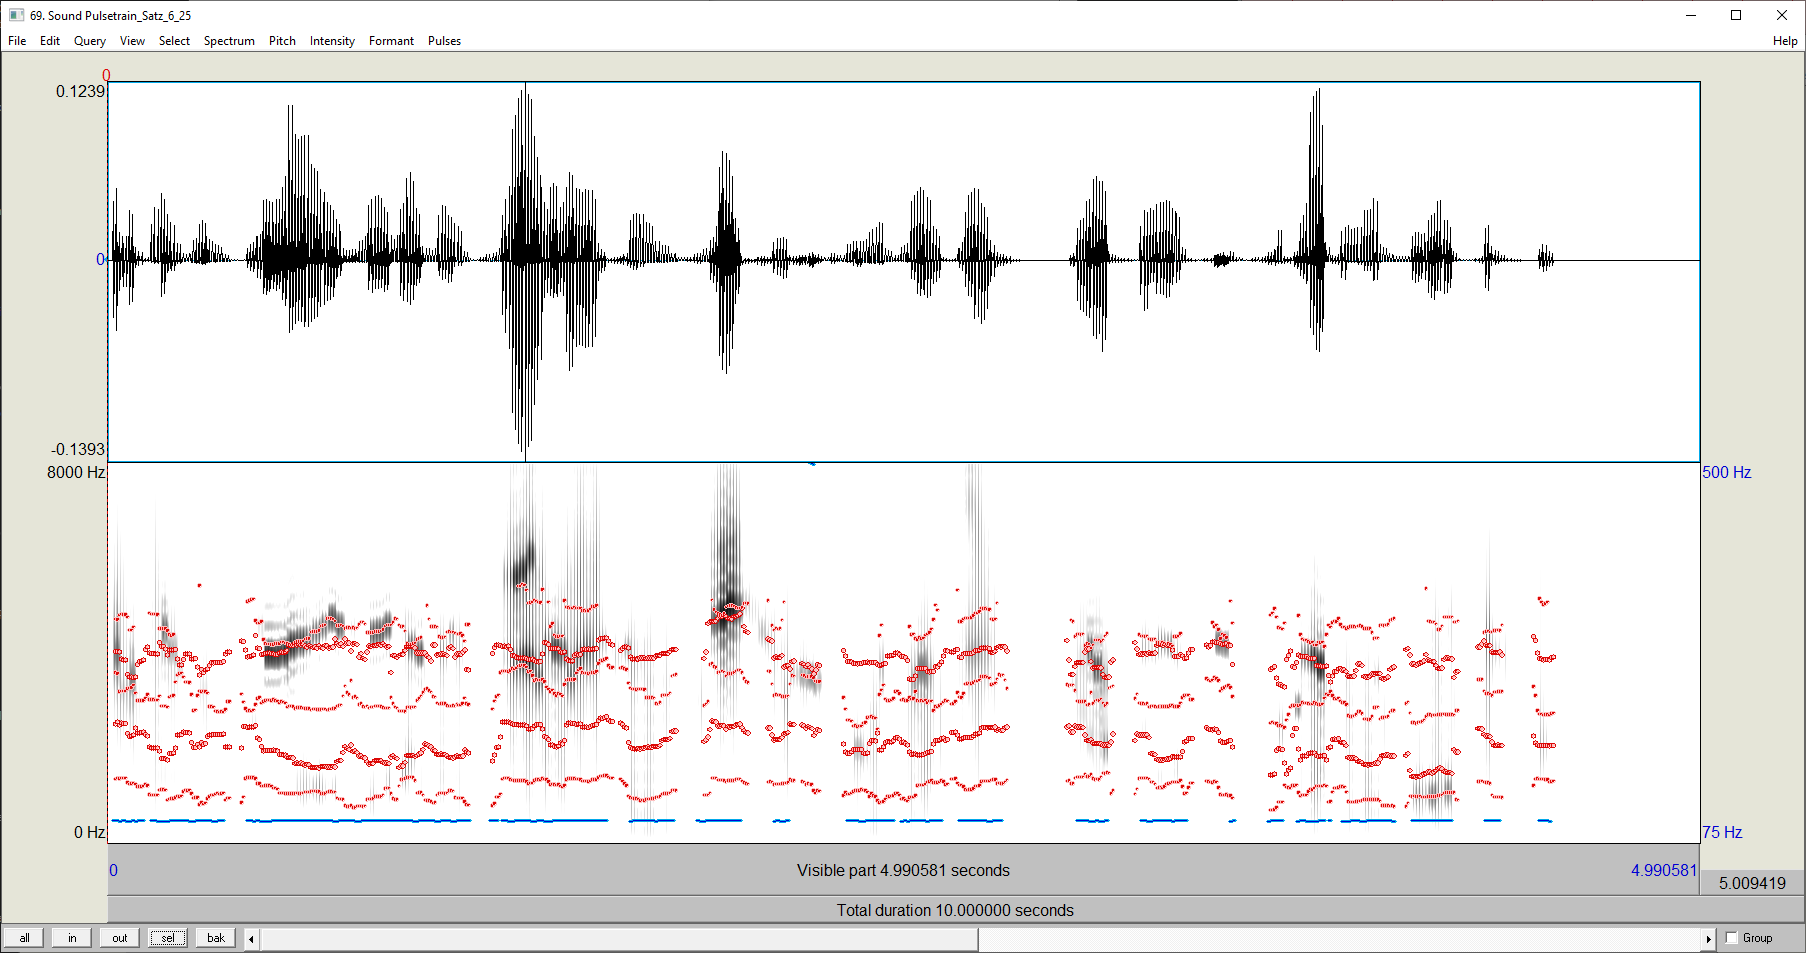 69. Sound Pulsetrain_Satz_6_25
File Edit Query View Select Spectrum Pitch Intensity Formant Pulses Help
0
0.1239
0
-0.1393
8000 Hz 500 Hz
0 Hz 75 Hz
0 Visible part 4.990581 seconds 4.990581
5.009419
Total duration 10.000000 seconds
all in out sel bak Group